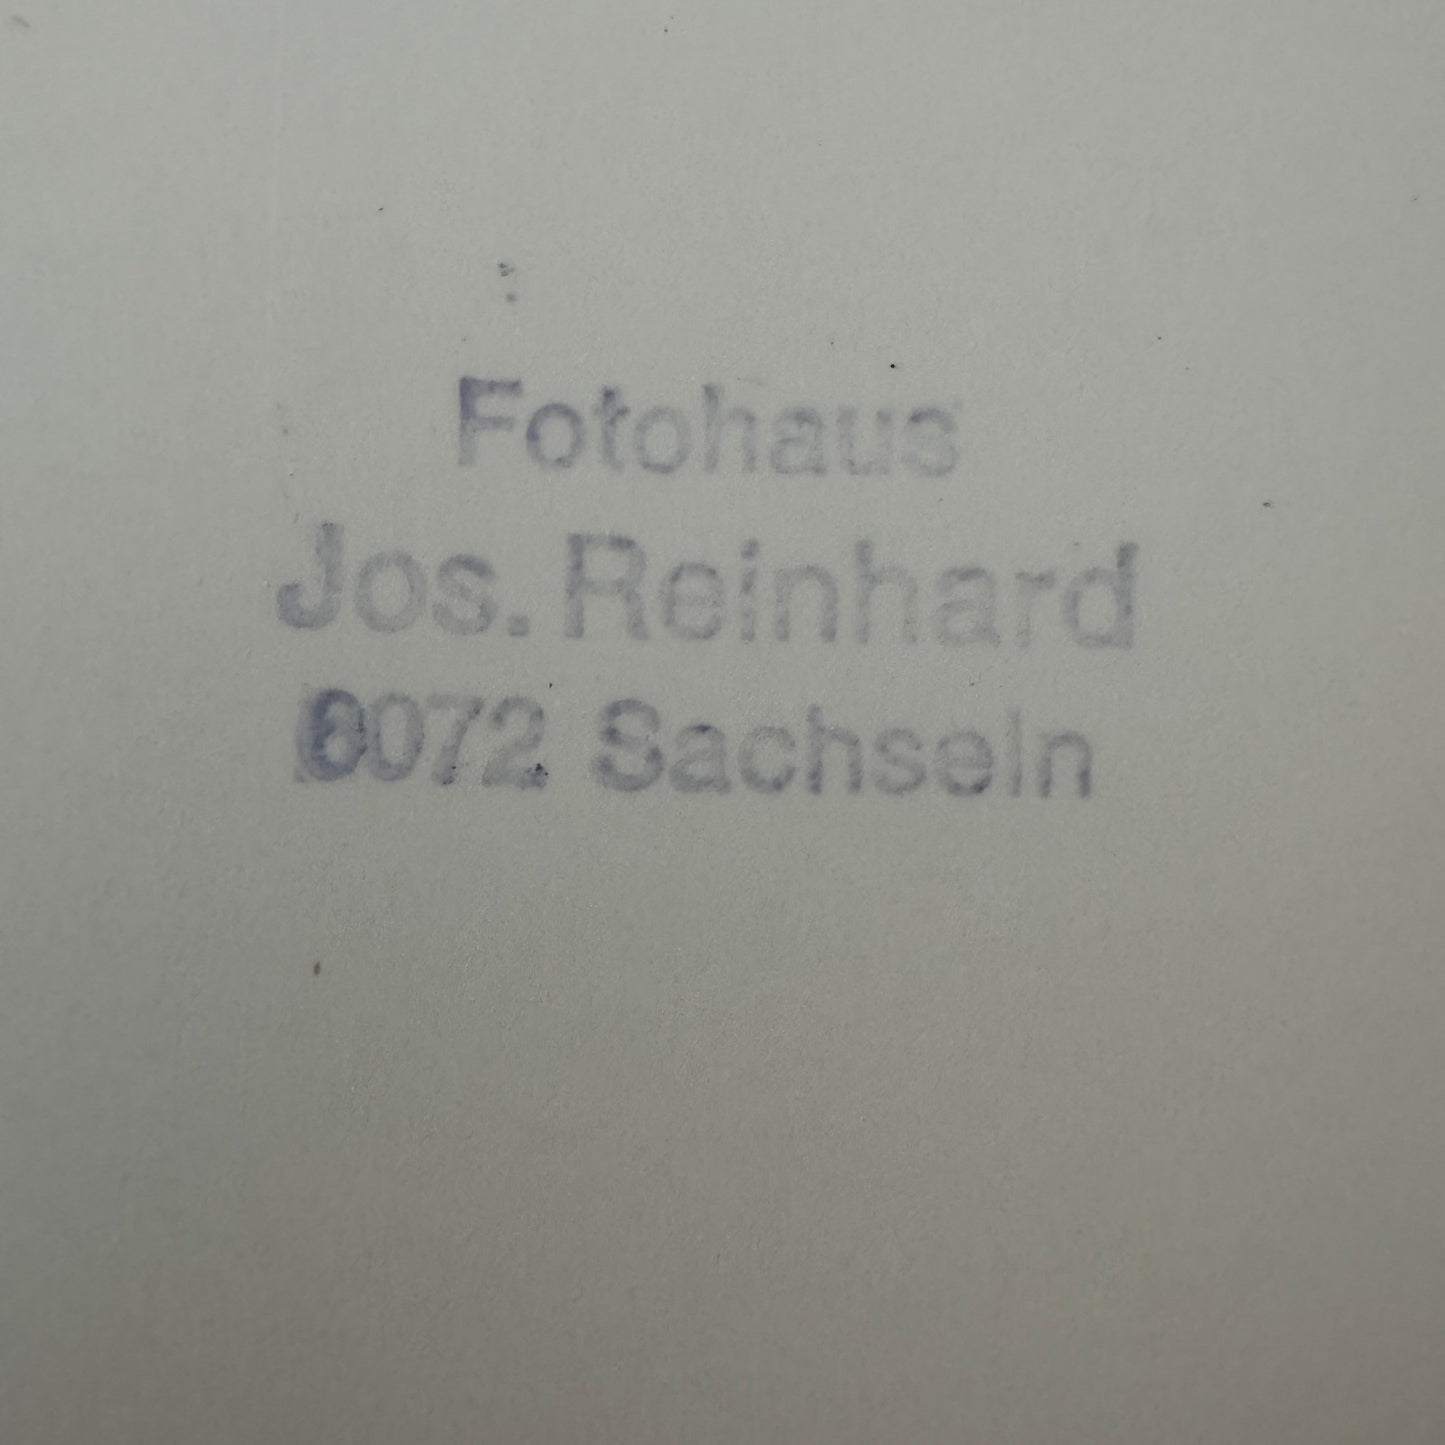 Fotohaus
Jos. Reinhard
6072 Sachseln